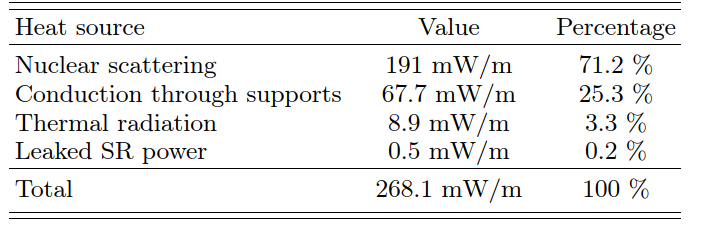 Heat source Value Percentage
Nuclear scattering 191 mW/m 71.2 %
Conduction through supports 67.7 mW/m 25.3 %
Thermal radiation 8.9 mW/m 3.3 %
Leaked SR power 0.5 mW/m 0.2 %
Total 268.1 mW/m 100 %